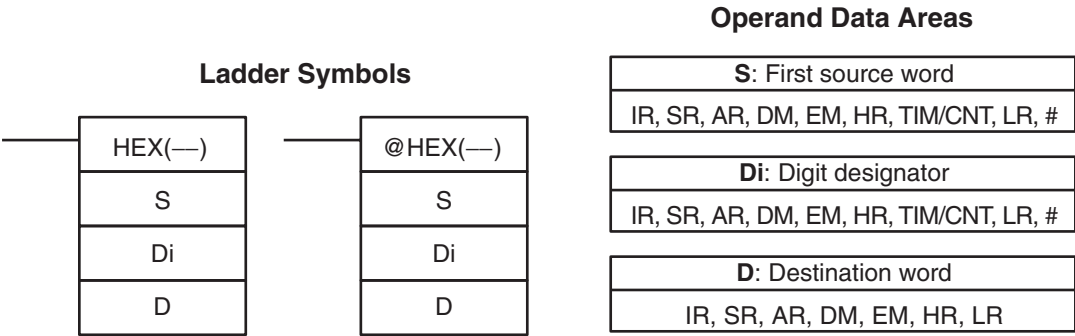 Operand Data Areas
Ladder Symbols
HEX(––)
S
Di
D
@HEX(––)
S
Di
D
S: First source word
IR, SR, AR, DM, EM, HR, TIM/CNT, LR, #
Di: Digit designator
IR, SR, AR, DM, EM, HR, TIM/CNT, LR, #
D: Destination word
IR, SR, AR, DM, EM, HR, LR